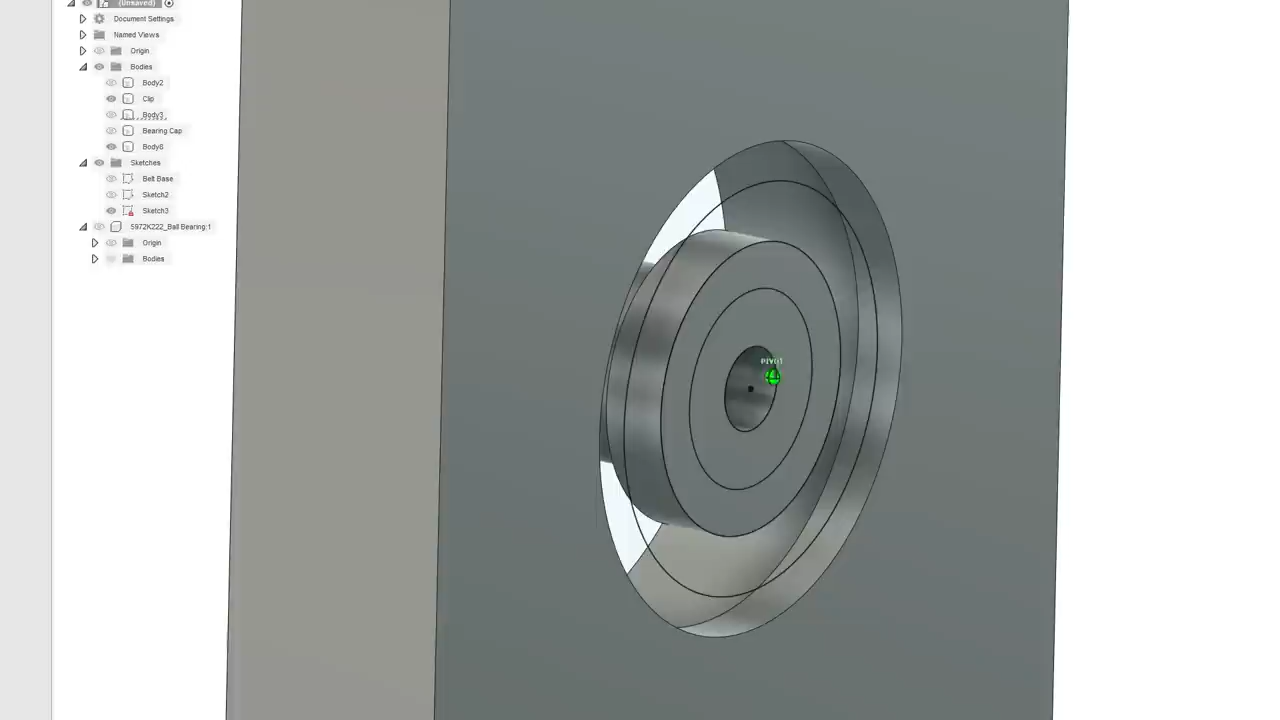 (Unsaved)
Document Settings
Named Views
Origin
Bodies
Body2
Clip
Body3
Bearing Cap
Body8
Sketches
Belt Base
Sketch2
Sketch3
5972K222_Ball Bearing:1
Origin
Bodies
PIVOT